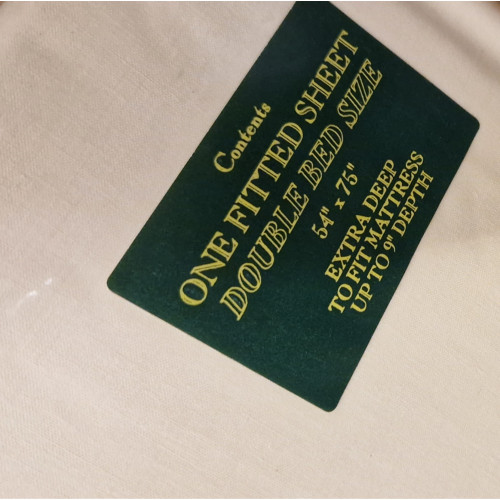 Contents
ONE FITTED SHEET
DOUBLE BED SIZE
54" x 75"
EXTRA DEEP
TO FIT MATTRESS
UP TO 9" DEPTH